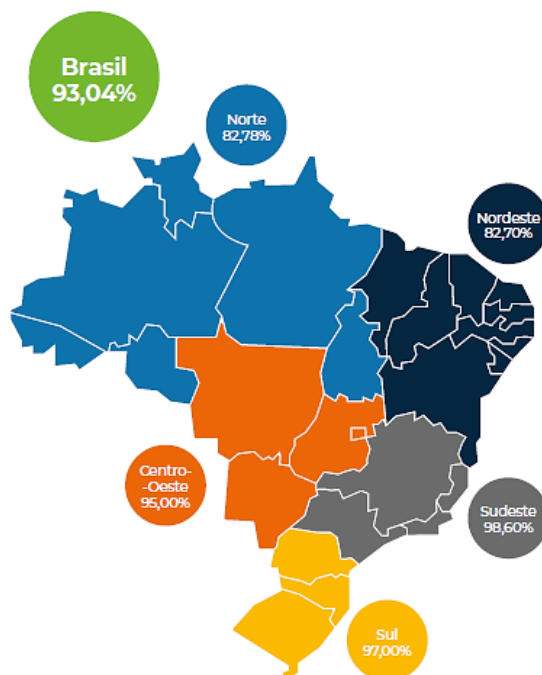 Brasil
93,04%
Norte
82,78%
Nordeste
82,70%
Centro-
-Oeste
95,00%
Sudeste
98,60%
Sul
97,00%